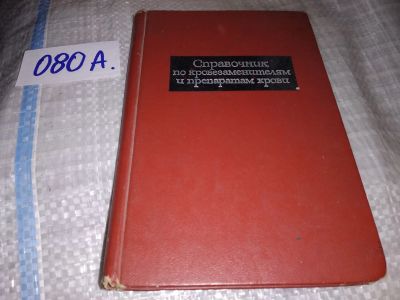 080 А.
Справочник
по кровезаменителям
и препаратам крови